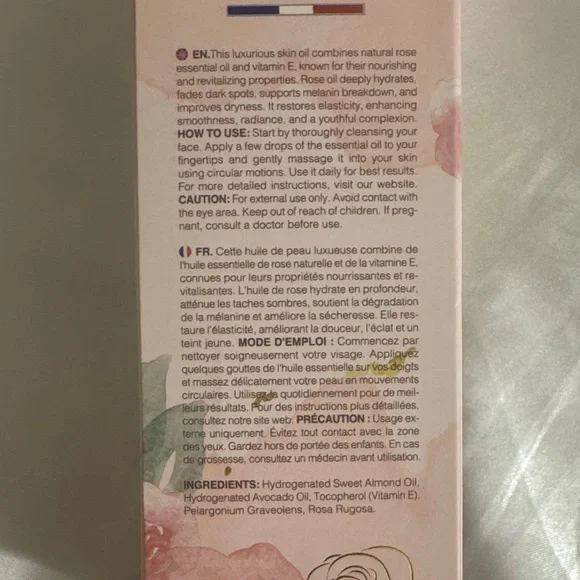 EN.This luxurious skin oil combines natural rose
essential oil and vitamin E, known for their nourishing
and revitalizing properties. Rose oil deeply hydrates,
fades dark spots, supports melanin breakdown, and
improves dryness. It restores elasticity, enhancing
smoothness, radiance, and a youthful complexion.
HOW TO USE: Start by thoroughly cleansing your
face. Apply a few drops of the essential oil to your
fingertips and gently massage it into your skin
using circular motions. Use it daily for best results.
For more detailed instructions, visit our website.
CAUTION: For external use only. Avoid contact with
the eye area. Keep out of reach of children. If preg-
nant, consult a doctor before use.
FR. Cette huile de peau luxueuse combine de
l'huile essentielle de rose naturelle et de la vitamine E,
connues pour leurs propriétés nourrissantes et re-
vitalisantes. L'huile de rose hydrate en profondeur,
atténue les taches sombres, soutient la dégradation
de la mélanine et améliore la sécheresse. Elle res-
taure l'élasticité, améliorant la douceur, l'éclat et un
teint jeune. MODE D'EMPLOI : Commencez par
nettoyer soigneusement votre visage. Appliquez
quelques gouttes de l'huile essentielle sur vos doigts
et massez délicatement votre peau en mouvements
circulaires. Utilisez-la quotidiennement pour de meil-
leurs résultats. Pour des instructions plus détaillées,
consultez notre site web. PRÉCAUTION : Usage ex-
terne uniquement. Évitez tout contact avec la zone
des yeux. Gardez hors de portée des enfants. En cas
de grossesse, consultez un médecin avant utilisation.
INGREDIENTS: Hydrogenated Sweet Almond Oil,
Hydrogenated Avocado Oil, Tocopherol (Vitamin E),
Pelargonium Graveolens, Rosa Rugosa.